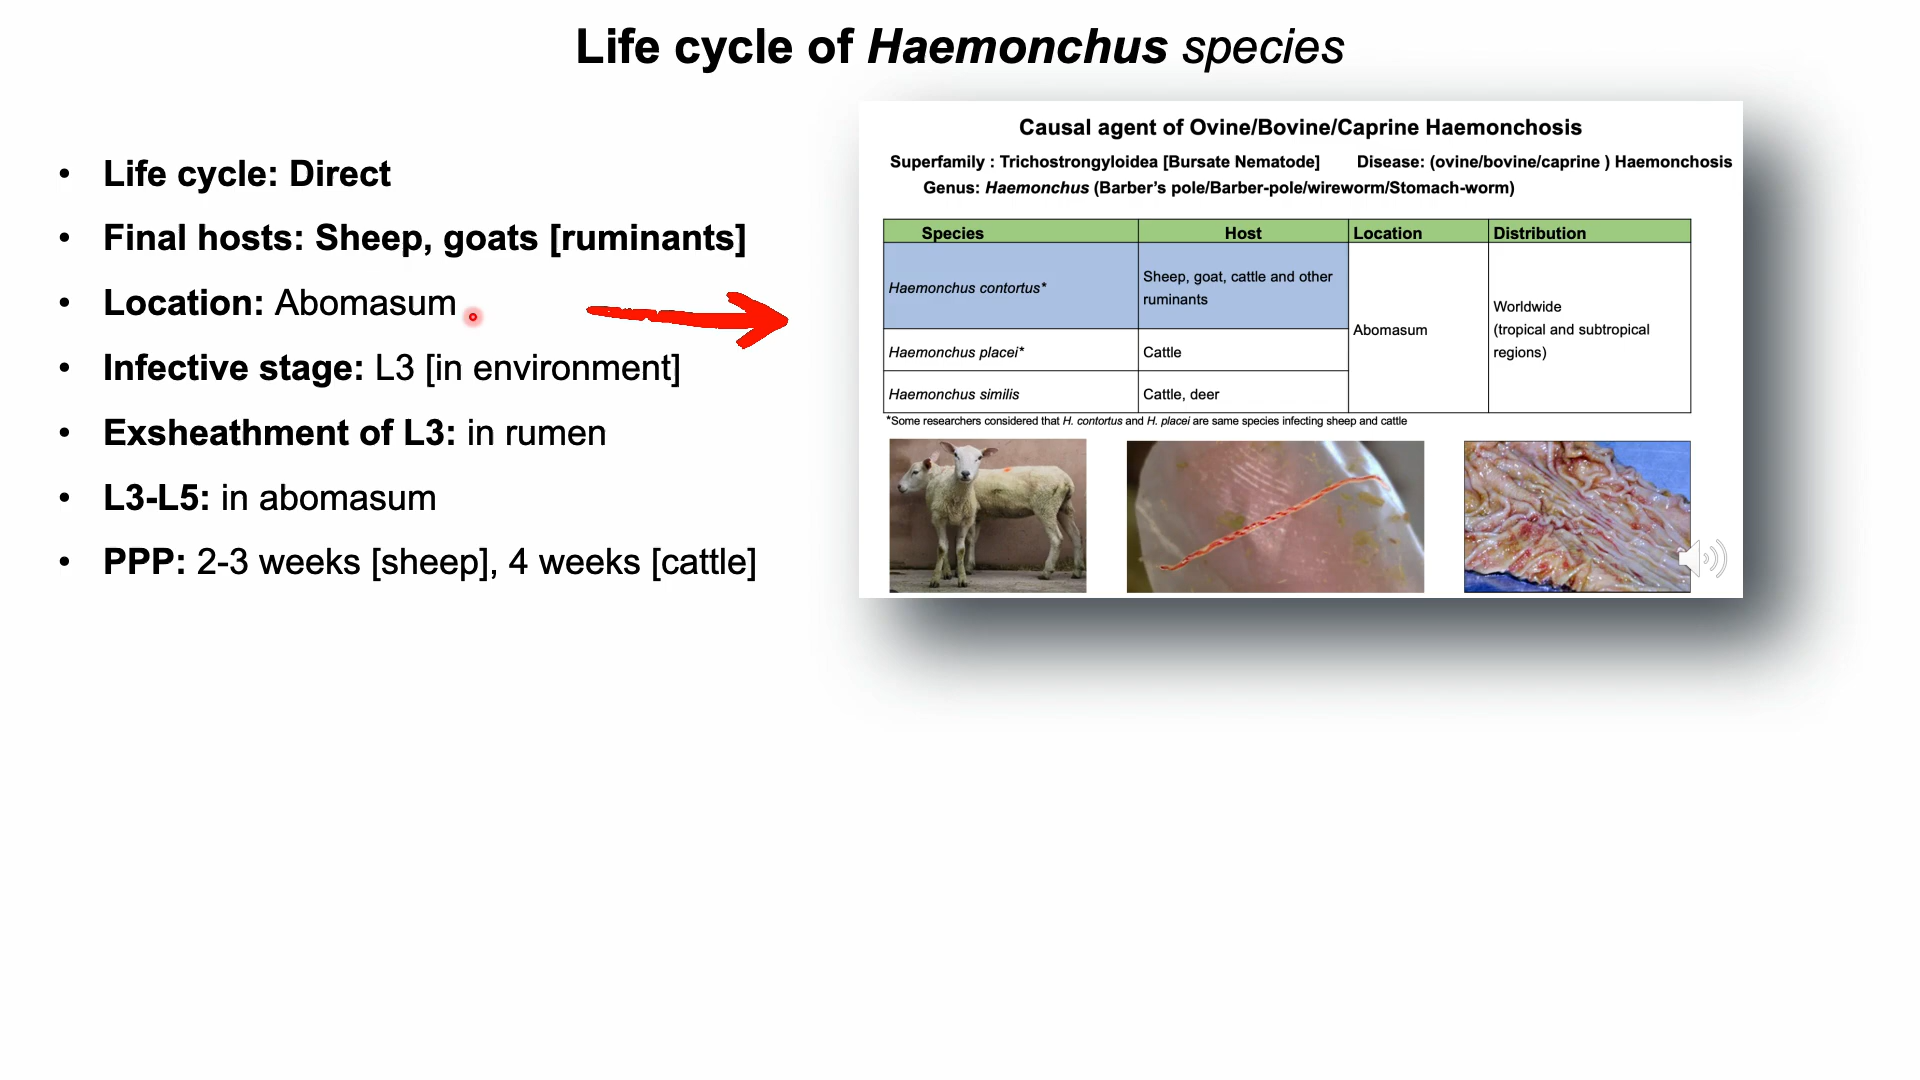 Life cycle of Haemonchus species
• Life cycle: Direct
• Final hosts: Sheep, goats [ruminants]
• Location: Abomasum
• Infective stage: L3 [in environment]
• Exsheathment of L3: in rumen
• L3-L5: in abomasum
• PPP: 2-3 weeks [sheep], 4 weeks [cattle]
Causal agent of Ovine/Bovine/Caprine Haemonchosis
Superfamily : Trichostrongyloidea [Bursate Nematode] Disease: (ovine/bovine/caprine ) Haemonchosis
Genus: Haemonchus (Barber’s pole/Barber-pole/wireworm/Stomach-worm)
Species Host Location Distribution
Haemonchus contortus* Sheep, goat, cattle and other
ruminants
Haemonchus placei* Cattle
Haemonchus similis Cattle, deer
Abomasum
Worldwide
(tropical and subtropical
regions)
*Some researchers considered that H. contortus and H. placei are same species infecting sheep and cattle